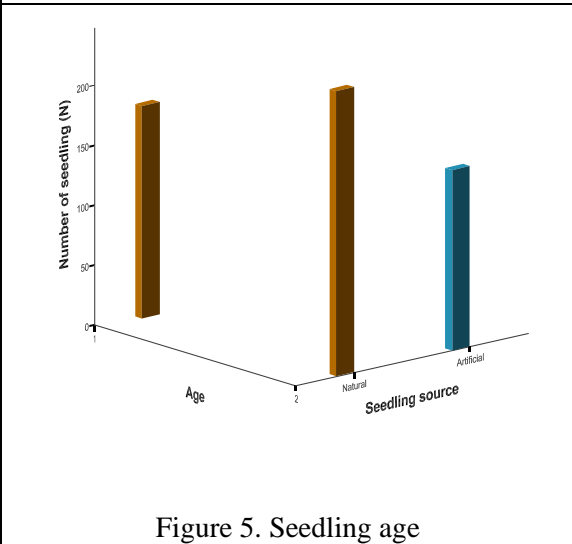 Number of seedling (N)
200
150
100
50
0
1
Age
2
Natural
Artificial
Seedling source
Figure 5. Seedling age